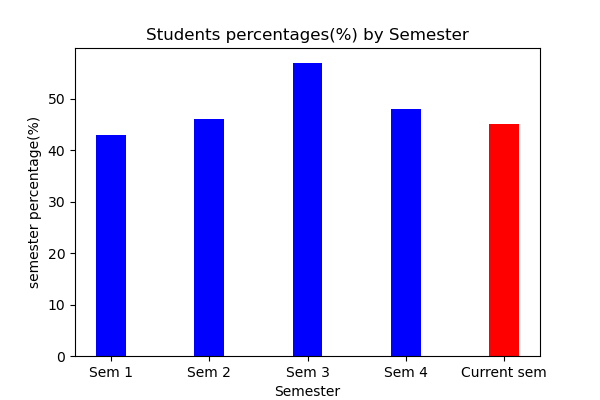 Students percentages(%) by Semester
semester percentage(%)
50
40
30
20
10
0
Sem 1 Sem 2 Sem 3 Sem 4 Current sem
Semester